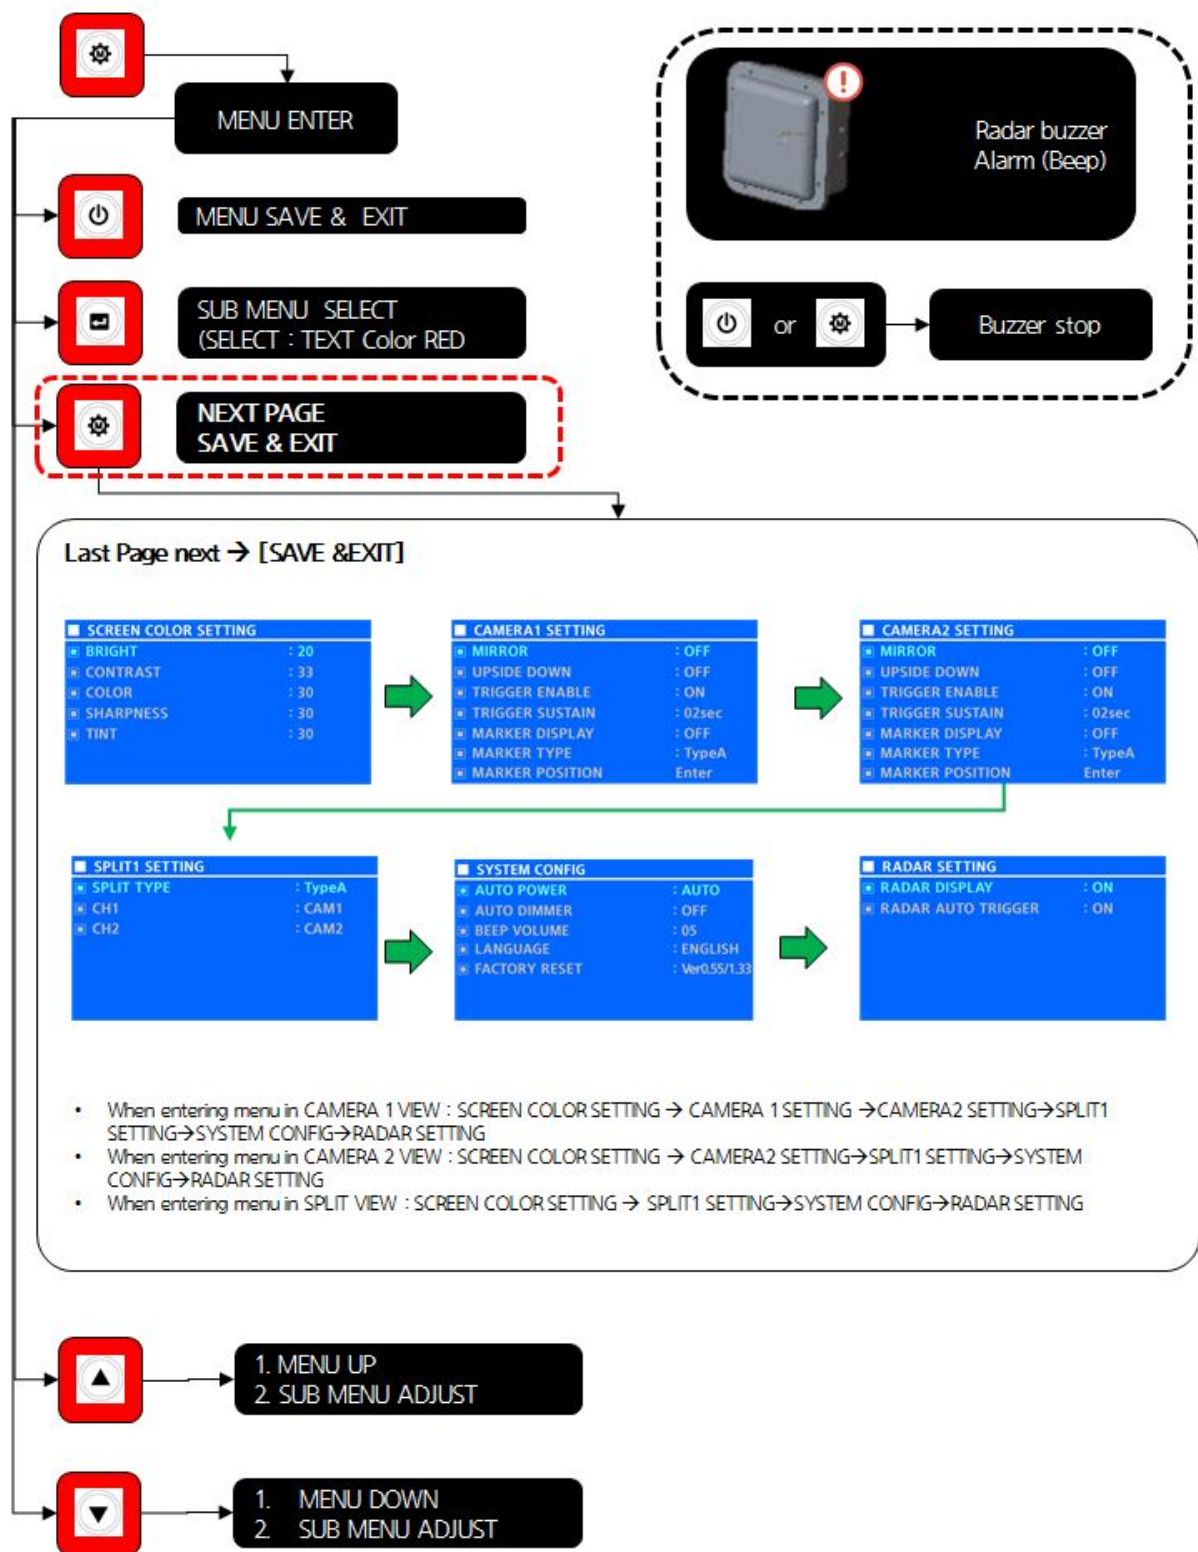 MENU ENTER
MENU SAVE & EXIT
SUB MENU SELECT
(SELECT : TEXT Color RED
NEXT PAGE
SAVE & EXIT
Radar buzzer
Alarm (Beep)
or
Buzzer stop
Last Page next → [SAVE &EXIT]
SCREEN COLOR SETTING
BRIGHT : 20
CONTRAST : 33
COLOR : 30
SHARPNESS : 30
TINT : 30
CAMERA1 SETTING
MIRROR : OFF
UPSIDE DOWN : OFF
TRIGGER ENABLE : ON
TRIGGER SUSTAIN : 02sec
MARKER DISPLAY : OFF
MARKER TYPE : TypeA
MARKER POSITION Enter
CAMERA2 SETTING
MIRROR : OFF
UPSIDE DOWN : OFF
TRIGGER ENABLE : ON
TRIGGER SUSTAIN : 02sec
MARKER DISPLAY : OFF
MARKER TYPE : TypeA
MARKER POSITION Enter
SPLIT1 SETTING
SPLIT TYPE : TypeA
CH1 : CAM1
CH2 : CAM2
SYSTEM CONFIG
AUTO POWER : AUTO
AUTO DIMMER : OFF
BEEP VOLUME : 05
LANGUAGE : ENGLISH
FACTORY RESET : Ver0.55/1.33
RADAR SETTING
RADAR DISPLAY : ON
RADAR AUTO TRIGGER : ON
• When entering menu in CAMERA 1 VIEW : SCREEN COLOR SETTING → CAMERA 1 SETTING →CAMERA2 SETTING→SPLIT1
SETTING→SYSTEM CONFIG→RADAR SETTING
• When entering menu in CAMERA 2 VIEW : SCREEN COLOR SETTING → CAMERA2 SETTING→SPLIT1 SETTING→SYSTEM
CONFIG→RADAR SETTING
• When entering menu in SPLIT VIEW : SCREEN COLOR SETTING → SPLIT1 SETTING→SYSTEM CONFIG→RADAR SETTING
1. MENU UP
2. SUB MENU ADJUST
1. MENU DOWN
2. SUB MENU ADJUST